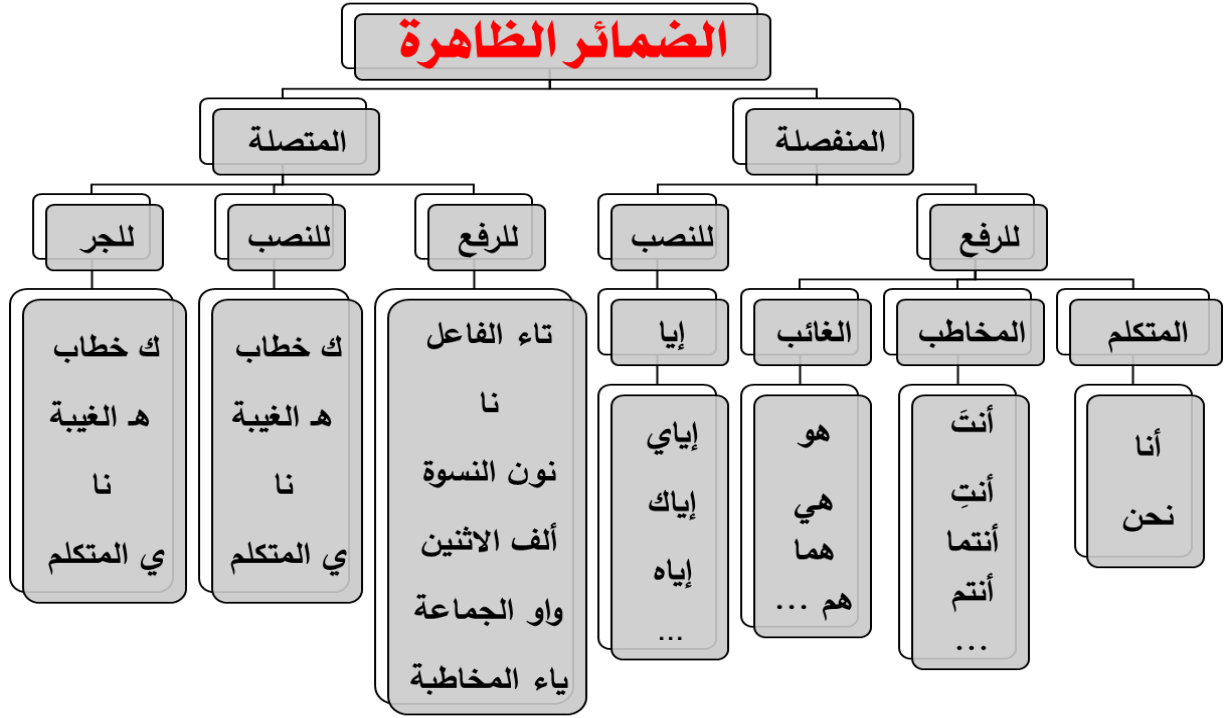 الضمائر الظاهرة
المنفصلة
المتصلة
للرفع
للنصب
للرفع
للنصب
للجر
المتكلم
المخاطب
الغائب
إيا
أنا
نحن
أنتَ
أنتِ
أنتما
أنتم
...
هو
هي
هما
هم ...
إياي
إياك
إياه
...
تاء الفاعل
نا
نون النسوة
ألف الاثنين
واو الجماعة
ياء المخاطبة
ك خطاب
هـ الغيبة
نا
ي المتكلم
ك خطاب
هـ الغيبة
نا
ي المتكلم